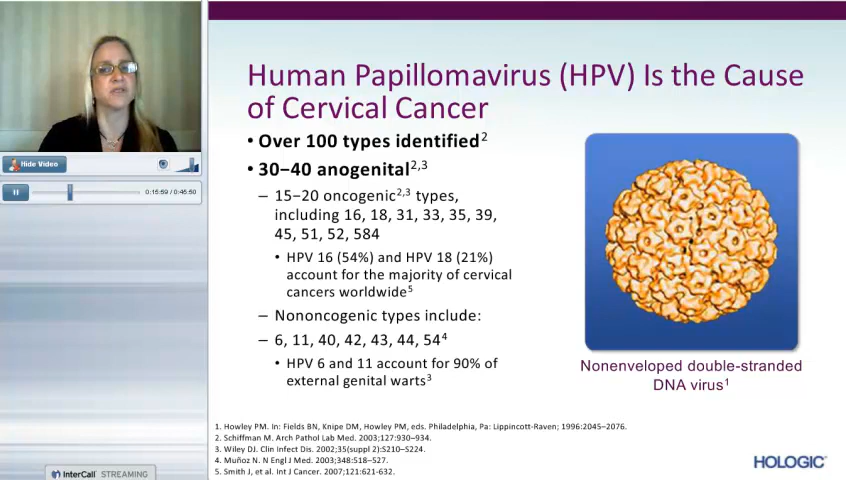 Human Papillomavirus (HPV) Is the Cause
of Cervical Cancer
• Over 100 types identified2
• 30−40 anogenital2,3
– 15−20 oncogenic2,3 types,
including 16, 18, 31, 33, 35, 39,
45, 51, 52, 584
• HPV 16 (54%) and HPV 18 (21%)
account for the majority of cervical
cancers worldwide5
– Nononcogenic types include:
– 6, 11, 40, 42, 43, 44, 544
• HPV 6 and 11 account for 90% of
external genital warts3
Nonenveloped double-stranded
DNA virus1
1. Howley PM. In: Fields BN, Knipe DM, Howley PM, eds. Philadelphia, Pa: Lippincott-Raven; 1996:2045–2076.
2. Schiffman M. Arch Pathol Lab Med. 2003;127:930–934.
3. Wiley DJ. Clin Infect Dis. 2002;35(suppl 2):S210–S224.
4. Muñoz N. N Engl J Med. 2003;348:518–527.
5. Smith J, et al. Int J Cancer. 2007;121:621-632.
Hide Video
0:15:59 / 0:46:50
InterCall STREAMING
HOLOGIC